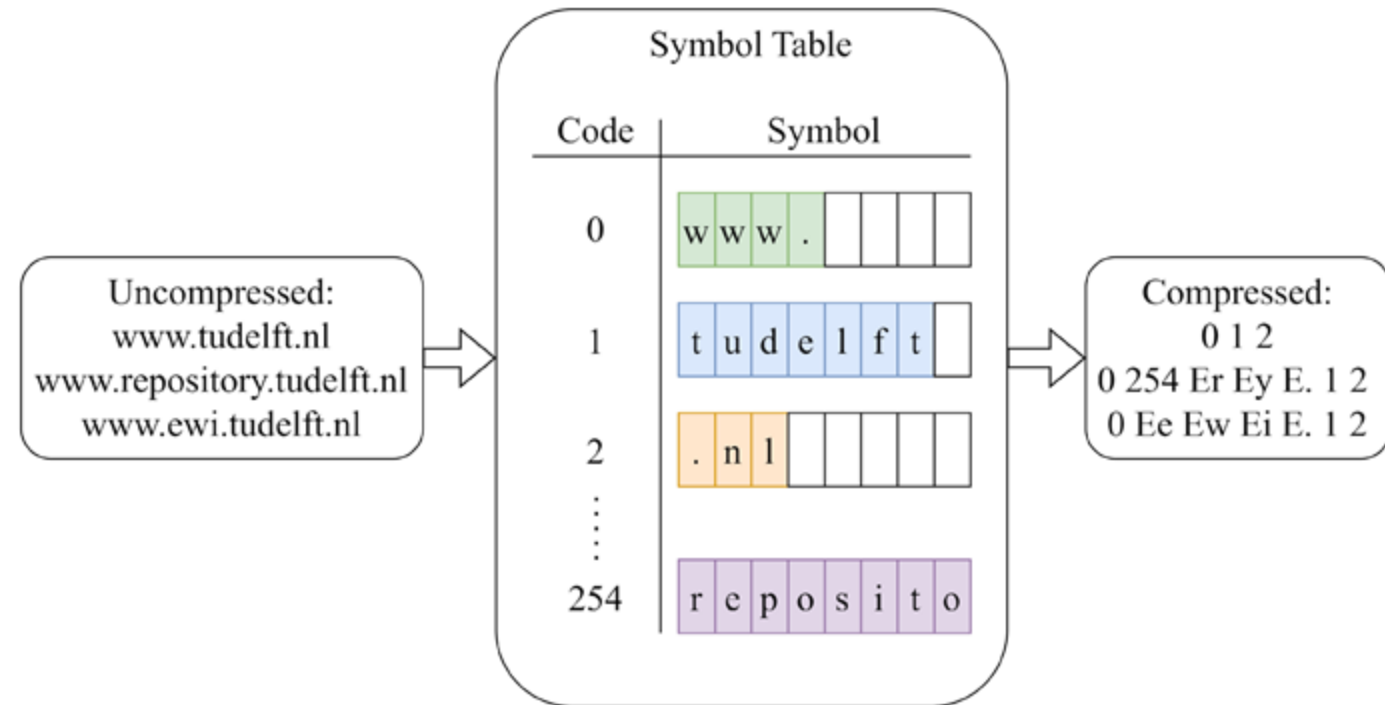 Symbol Table
Code Symbol
0 w w w .
1 t u d e l f t
2 . n l
254 r e p o s i t o
Uncompressed:
www.tudelft.nl
www.repository.tudelft.nl
www.ewi.tudelft.nl
Compressed:
0 1 2
0 254 Er Ey E. 1 2
0 Ee Ew Ei E. 1 2